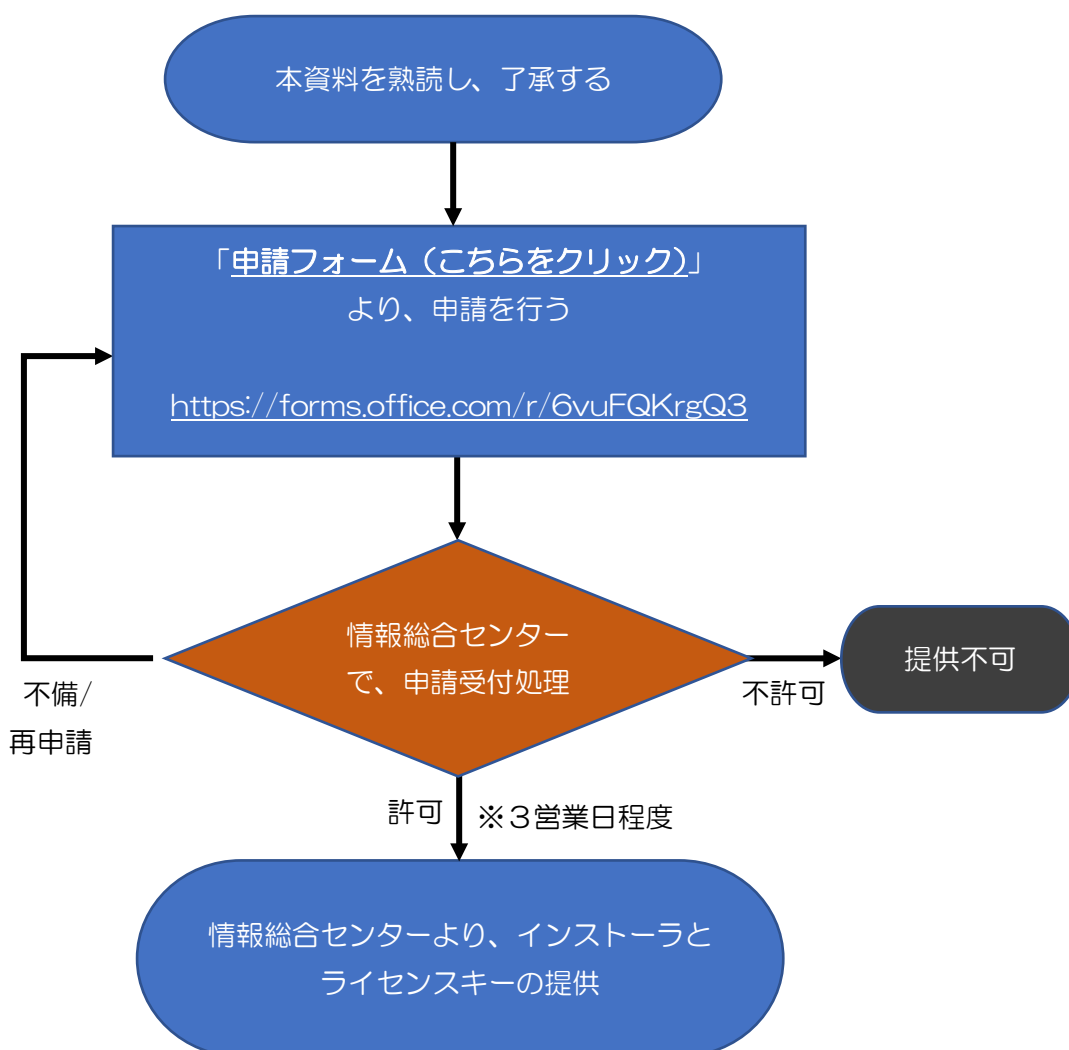 本資料を熟読し、了承する
「申請フォーム（こちらをクリック）」
より、申請を行う
https://forms.office.com/r/6vuFQKrgQ3
情報総合センター
で、申請受付処理
提供不可
不許可
不備/
再申請
許可
※３営業日程度
情報総合センターより、インストーラと
ライセンスキーの提供